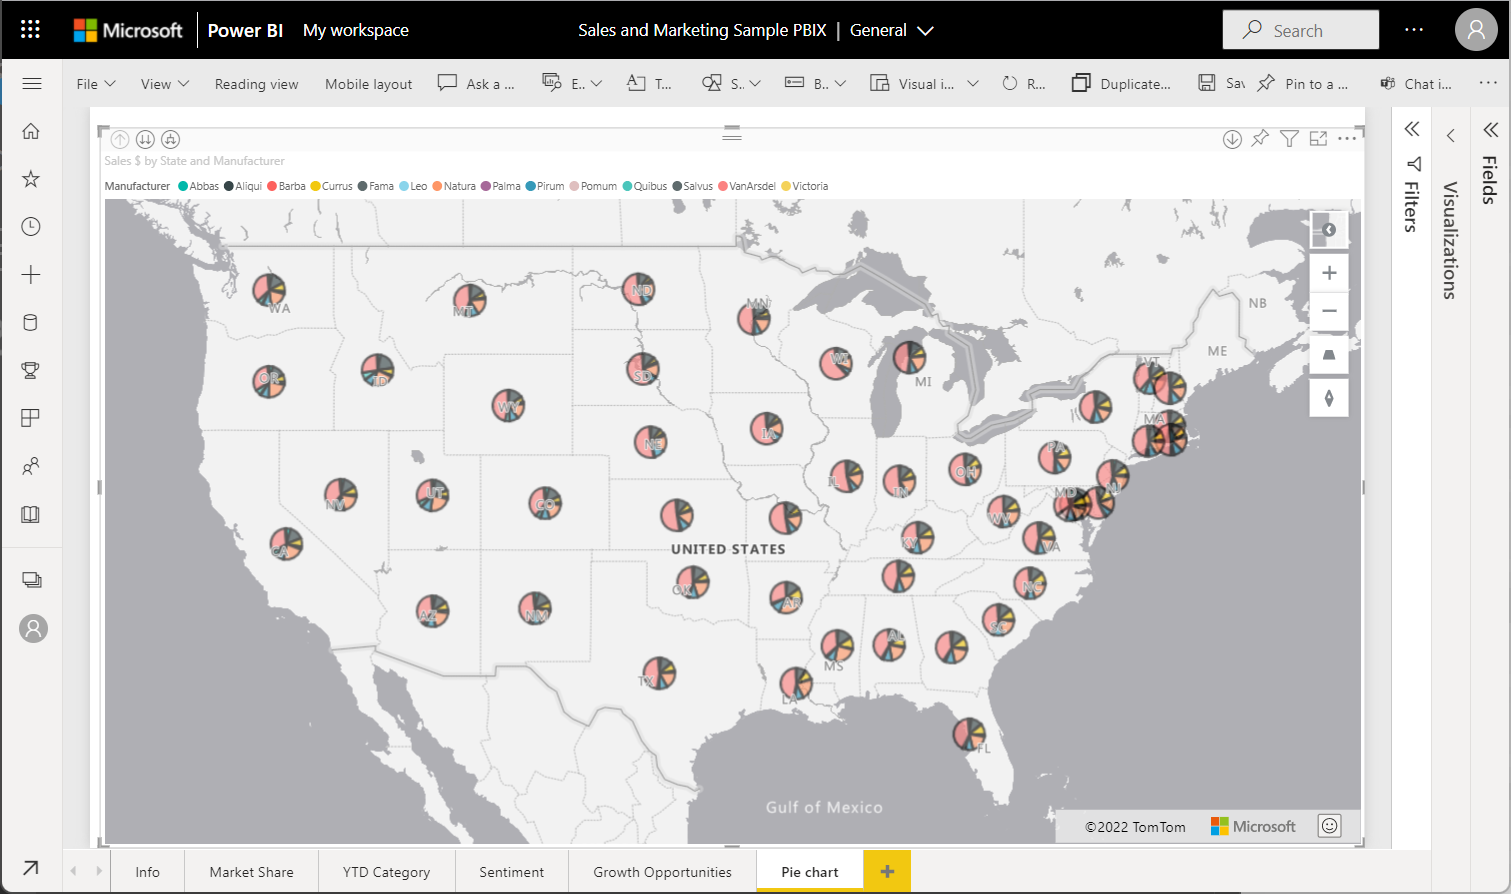 Microsoft Power BI My workspace Sales and Marketing Sample PBIX | General Search
File View Reading view Mobile layout Ask a ... E.. T... S.. B.. Visual i... R... Duplicate... Sav Pin to a ... Chat i...
Sales $ by State and Manufacturer
Manufacturer Abbas Aliqui Barba Currus Fama Leo Natura Palma Pirum Pomum Quibus Salvus VanArsdel Victoria
Filters
Visualizations
Fields
WA
MT
ND
MN
NB
ME
VT
OR
ID
SD
WI
MI
WY
MA
NE
IA
PA
NV
UT
CO
IL
IN
OH
MD
NJ
WV
CA
KY
VA
UNITED STATES
OK
AR
NC
AZ
NM
SC
AL
MS
TX
LA
FL
Gulf of Mexico
©2022 TomTom Microsoft
Info Market Share YTD Category Sentiment Growth Opportunities Pie chart +